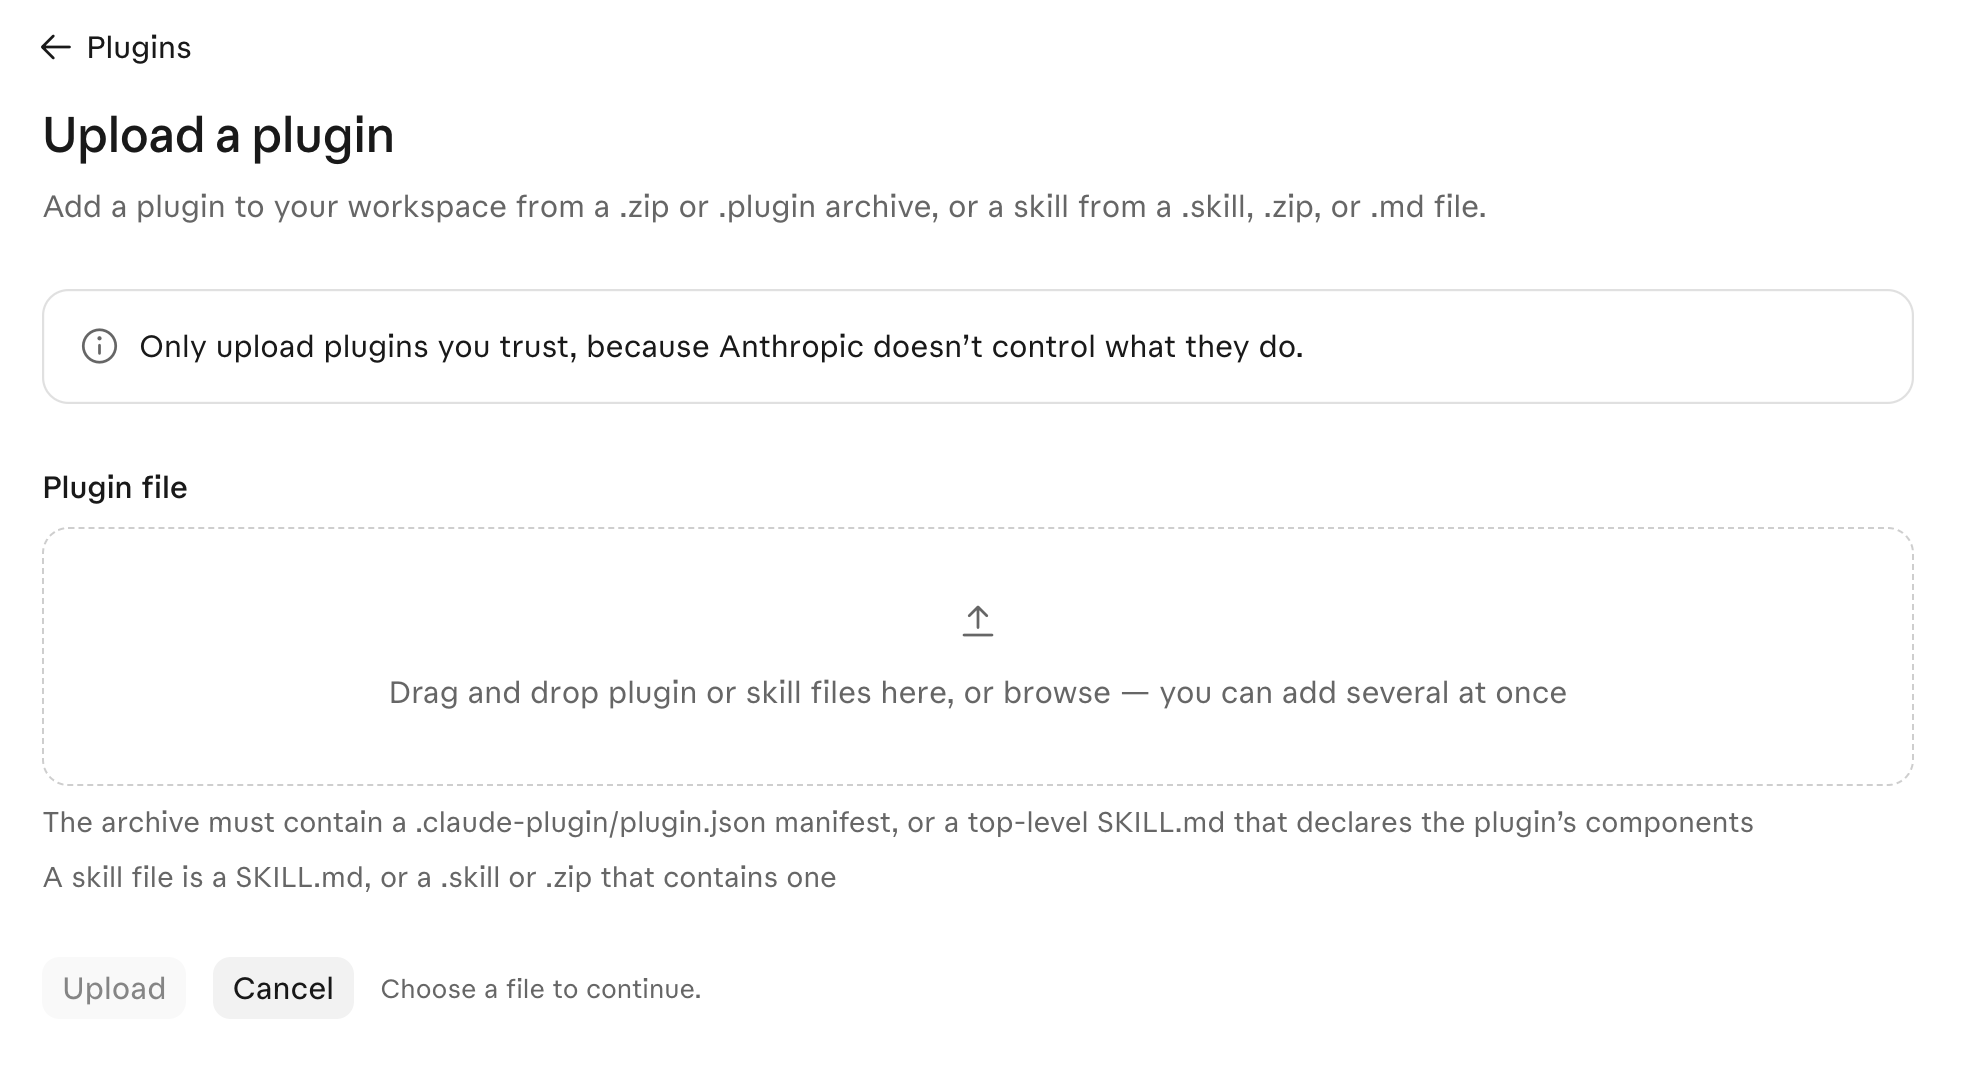 Plugins
Upload a plugin
Add a plugin to your workspace from a .zip or .plugin archive, or a skill from a .skill, .zip, or .md file.
Only upload plugins you trust, because Anthropic doesn’t control what they do.
Plugin file
Drag and drop plugin or skill files here, or browse — you can add several at once
The archive must contain a .claude-plugin/plugin.json manifest, or a top-level SKILL.md that declares the plugin’s components
A skill file is a SKILL.md, or a .skill or .zip that contains one
Upload Cancel Choose a file to continue.